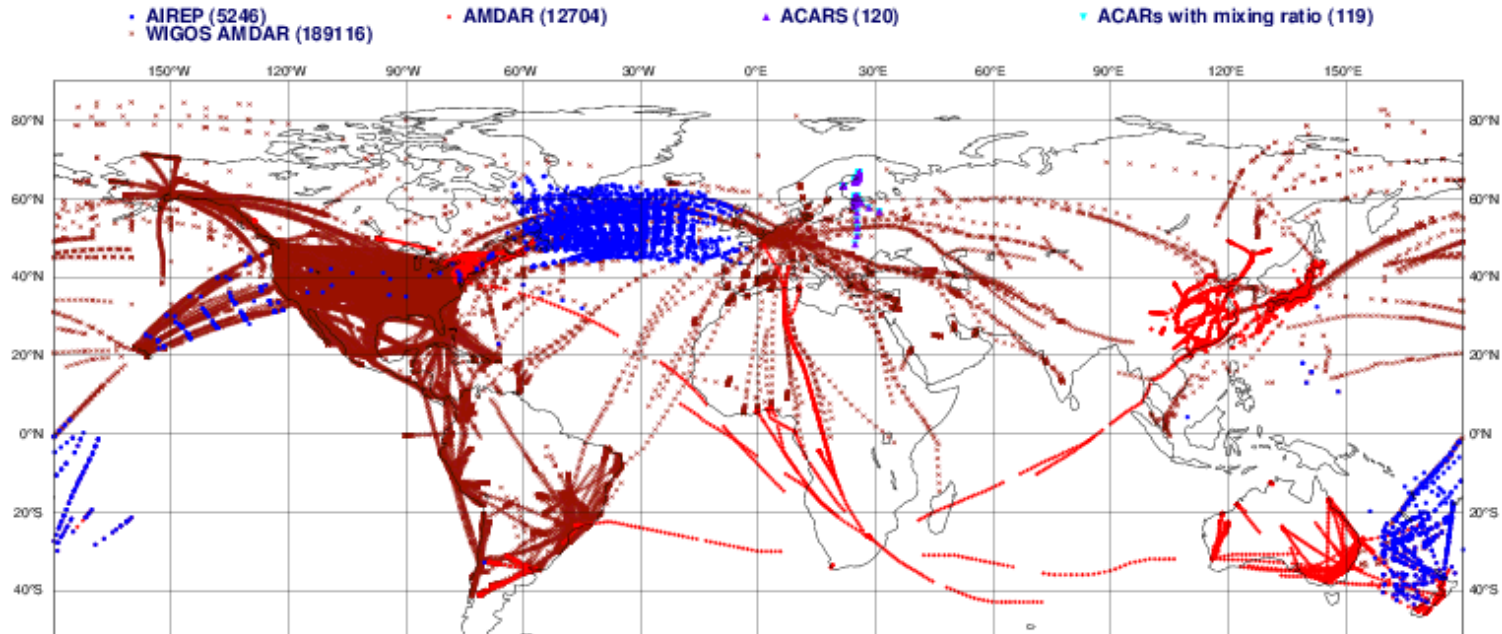 AIREP (5246) AMDAR (12704) ACARS (120) ACARs with mixing ratio (119)
WIGOS AMDAR (189116)
150°W 120°W 90°W 60°W 30°W 0°E 30°E 60°E 90°E 120°E 150°E
80°N 80°N
60°N 60°N
40°N 40°N
20°N 20°N
0°N 0°N
20°S 20°S
40°S 40°S